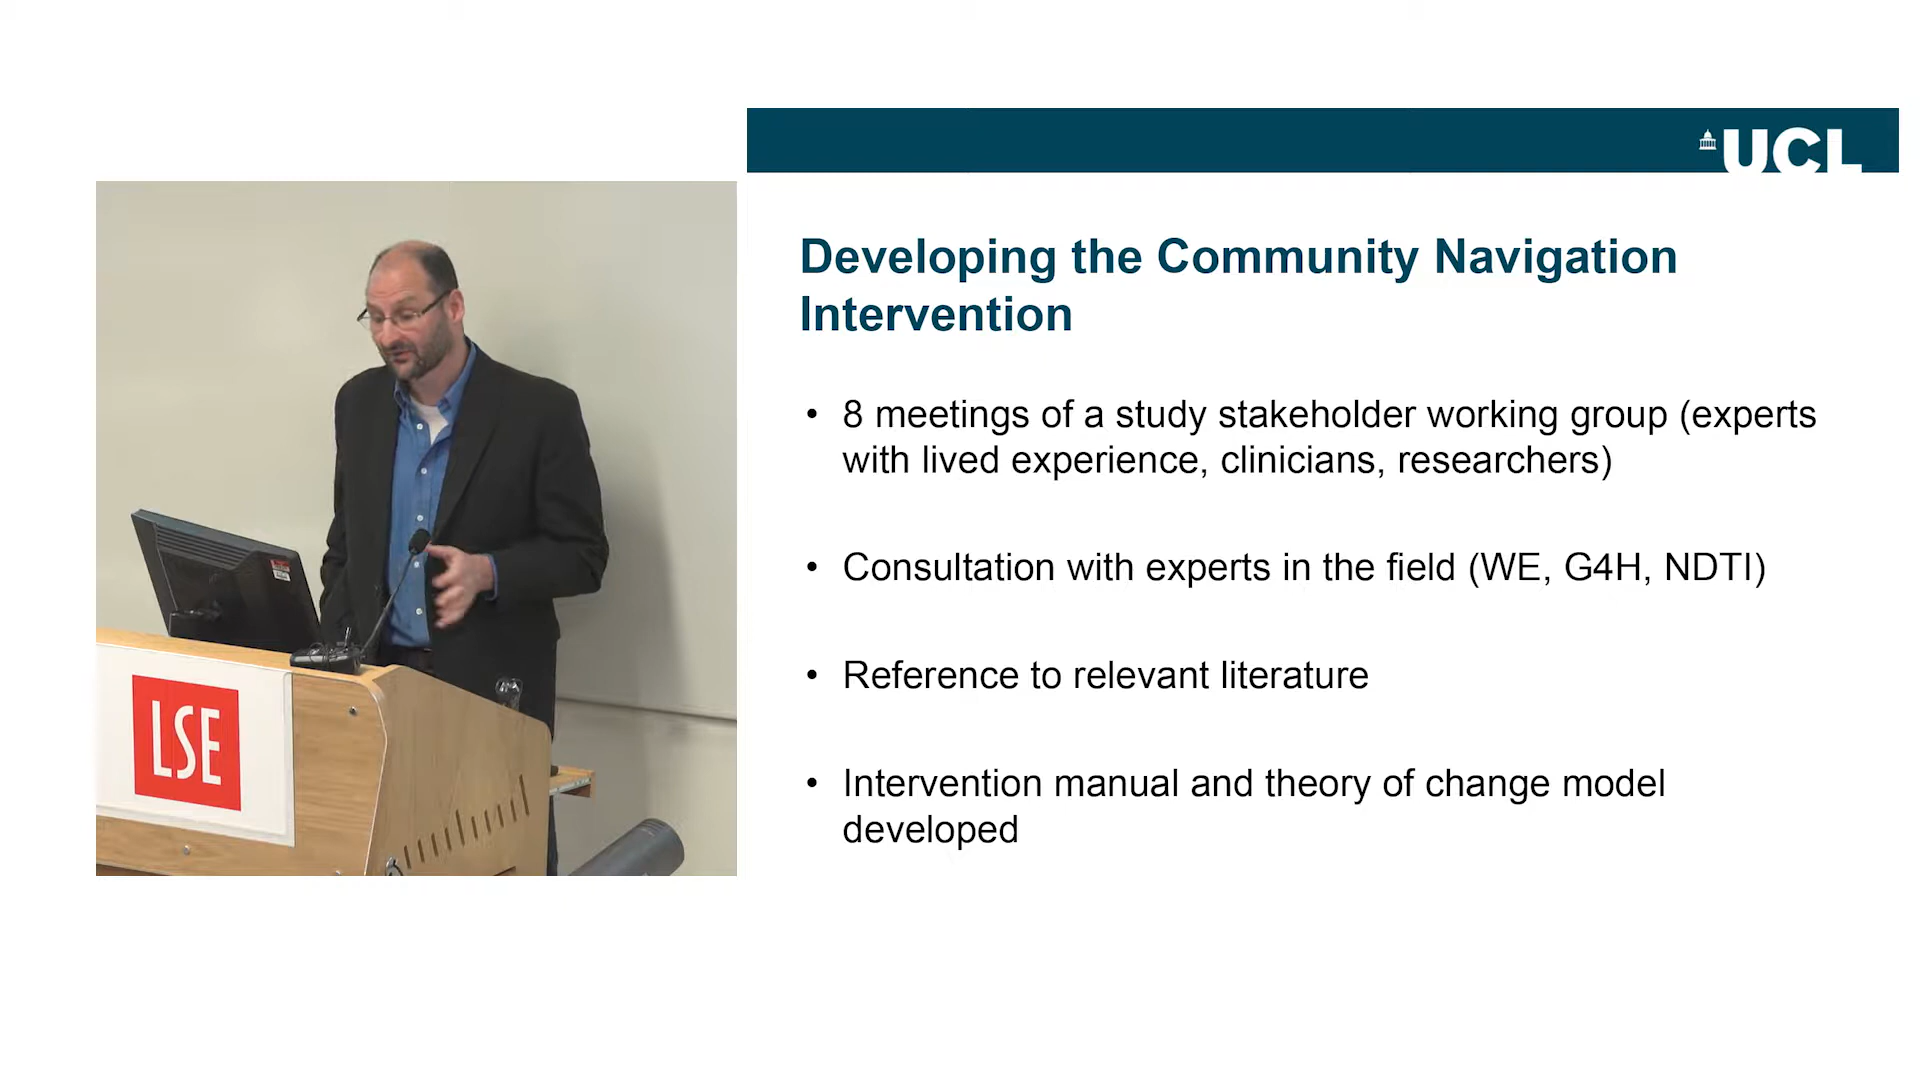 UCL
Developing the Community Navigation
Intervention
• 8 meetings of a study stakeholder working group (experts
with lived experience, clinicians, researchers)
• Consultation with experts in the field (WE, G4H, NDTI)
• Reference to relevant literature
• Intervention manual and theory of change model
developed
LSE